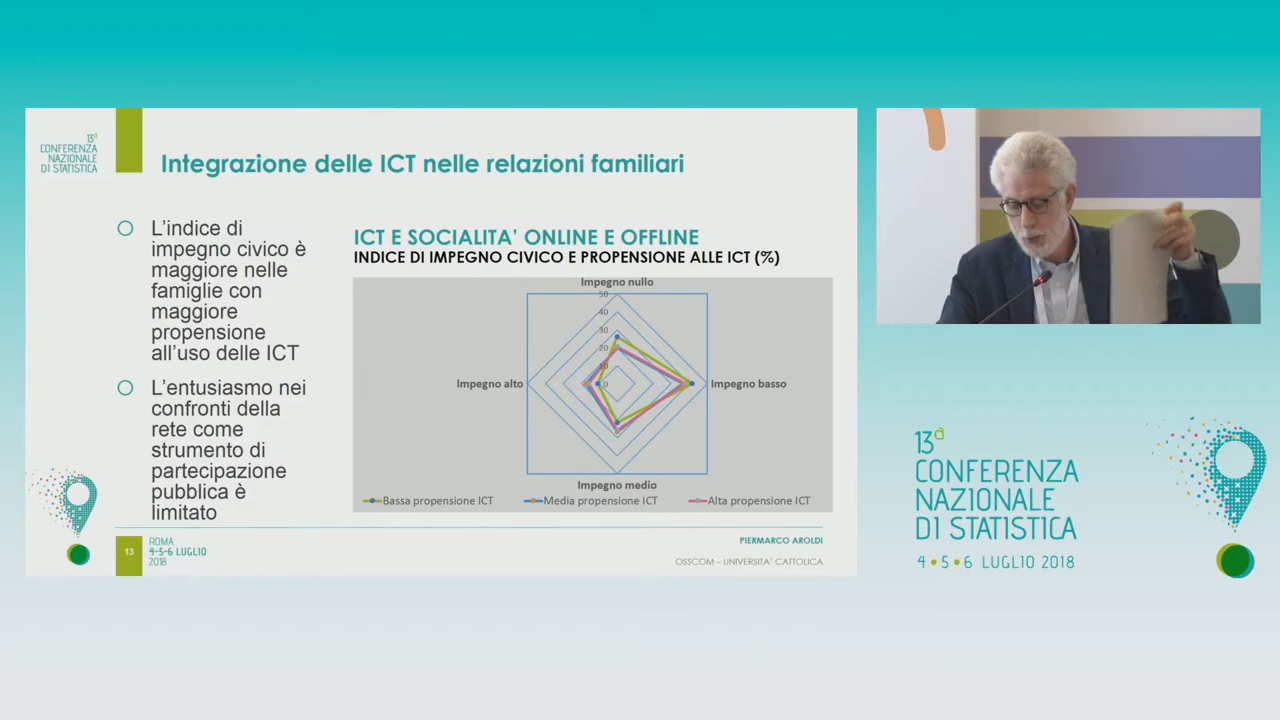 13ª
CONFERENZA
NAZIONALE
DI STATISTICA
Integrazione delle ICT nelle relazioni familiari
L'indice di
impegno civico è
maggiore nelle
famiglie con
maggiore
propensione
all'uso delle ICT
L'entusiasmo nei
confronti della
rete come
strumento di
partecipazione
pubblica è
limitato
ICT E SOCIALITA' ONLINE E OFFLINE
INDICE DI IMPEGNO CIVICO E PROPENSIONE ALLE ICT (%)
Impegno nullo
50
40
30
20
10
0
Impegno alto
Impegno basso
Impegno medio
Bassa propensione ICT
Media propensione ICT
Alta propensione ICT
13
ROMA
4-5-6 LUGLIO
2018
PIERMARCO AROLDI
OSSCOM – UNIVERSITA' CATTOLICA
13ª
CONFERENZA
NAZIONALE
DI STATISTICA
4•5•6 LUGLIO 2018